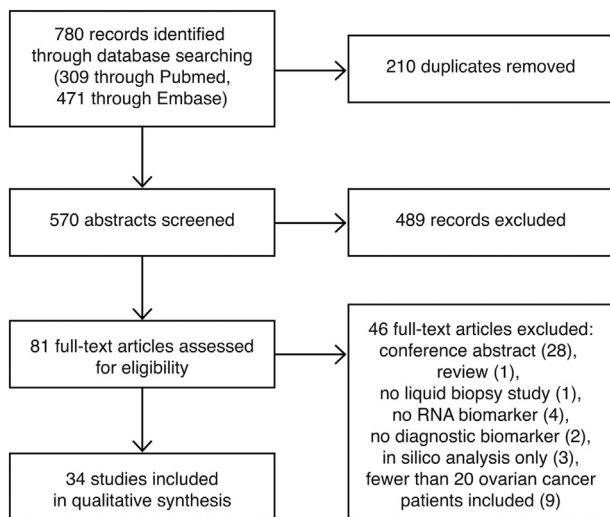 780 records identified
through database searching
(309 through Pubmed,
471 through Embase)
210 duplicates removed
570 abstracts screened
489 records excluded
81 full-text articles assessed
for eligibility
46 full-text articles excluded:
conference abstract (28),
review (1),
no liquid biopsy study (1),
no RNA biomarker (4),
no diagnostic biomarker (2),
in silico analysis only (3),
fewer than 20 ovarian cancer
patients included (9)
34 studies included
in qualitative synthesis